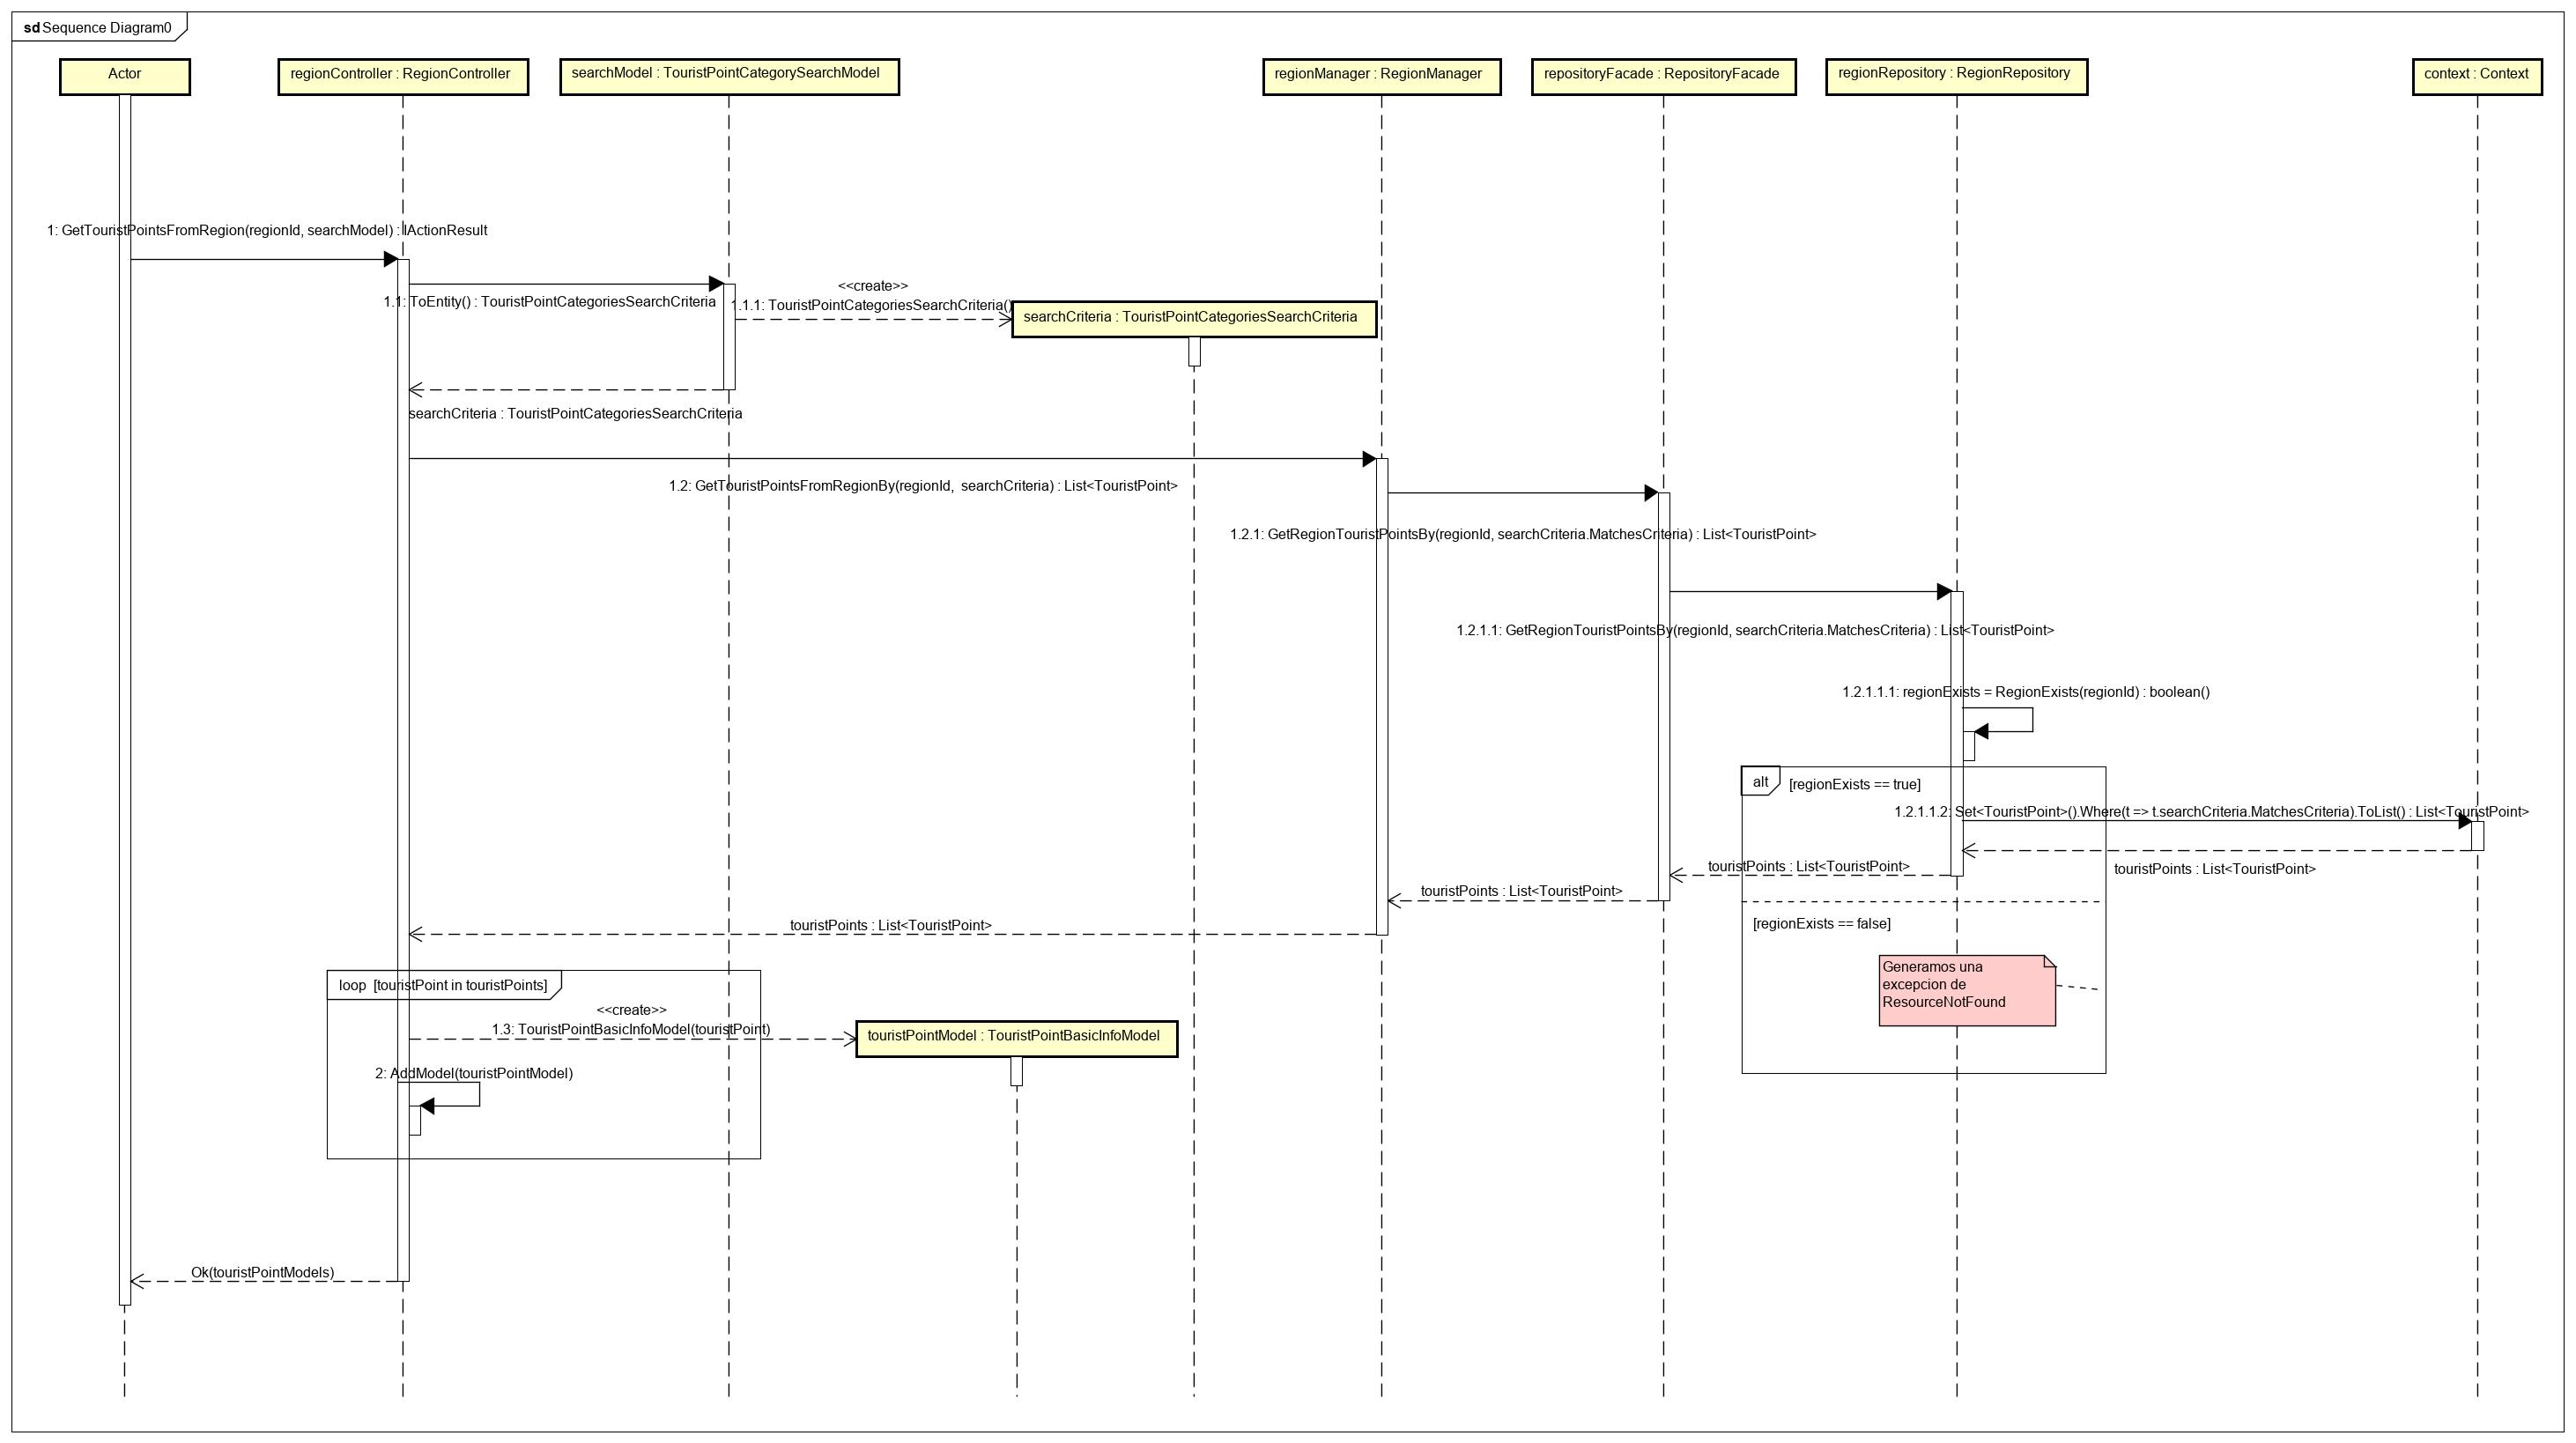 sd Sequence Diagram0
Actor
regionController : RegionController
searchModel : TouristPointCategorySearchModel
regionManager : RegionManager
repositoryFacade : RepositoryFacade
regionRepository : RegionRepository
context : Context
1: GetTouristPointsFromRegion(regionId, searchModel) : IActionResult
1.1: ToEntity() : TouristPointCategoriesSearchCriteria
<<create>>
1.1.1: TouristPointCategoriesSearchCriteria()
searchCriteria : TouristPointCategoriesSearchCriteria
searchCriteria : TouristPointCategoriesSearchCriteria
1.2: GetTouristPointsFromRegionBy(regionId, searchCriteria) : List<TouristPoint>
1.2.1: GetRegionTouristPointsBy(regionId, searchCriteria.MatchesCriteria) : List<TouristPoint>
1.2.1.1: GetRegionTouristPointsBy(regionId, searchCriteria.MatchesCriteria) : List<TouristPoint>
1.2.1.1.1: regionExists = RegionExists(regionId) : boolean()
alt [regionExists == true]
1.2.1.1.2: Set<TouristPoint>().Where(t => t.searchCriteria.MatchesCriteria).ToList() : List<TouristPoint>
touristPoints : List<TouristPoint>
touristPoints : List<TouristPoint>
touristPoints : List<TouristPoint>
touristPoints : List<TouristPoint>
[regionExists == false]
Generamos una
excepcion de
ResourceNotFound
loop [touristPoint in touristPoints]
<<create>>
1.3: TouristPointBasicInfoModel(touristPoint)
touristPointModel : TouristPointBasicInfoModel
2: AddModel(touristPointModel)
Ok(touristPointModels)